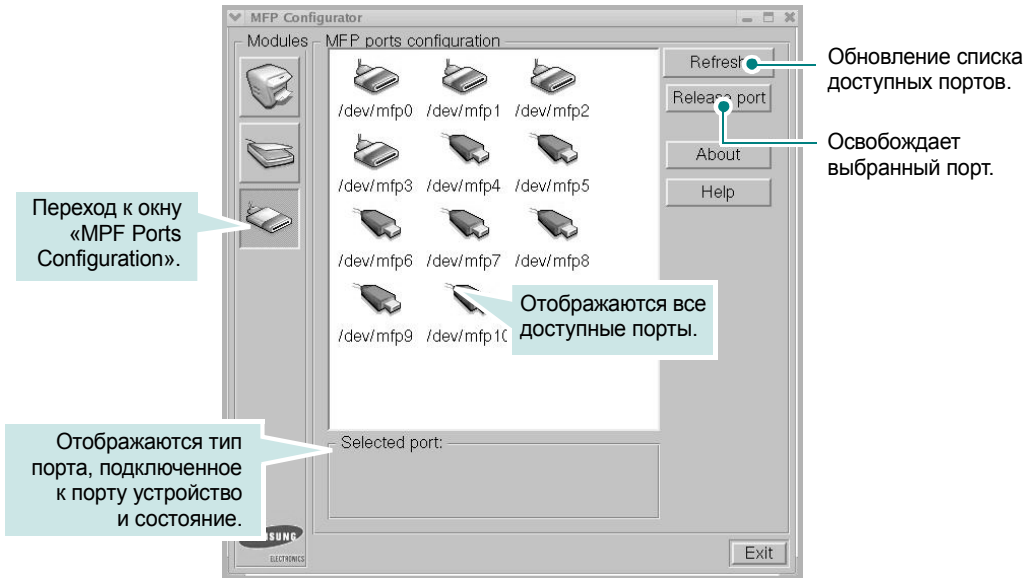 MFP Configurator
Modules
MFP ports configuration
/dev/mfp0 /dev/mfp1 /dev/mfp2
/dev/mfp3 /dev/mfp4 /dev/mfp5
/dev/mfp6 /dev/mfp7 /dev/mfp8
/dev/mfp9 /dev/mfp10
Refresh
Release port
About
Help
Обновление списка
доступных портов.
Освобождает
выбранный порт.
Переход к окну
«MPF Ports
Configuration».
Отображаются все
доступные порты.
Отображаются тип
порта, подключенное
к порту устройство
и состояние.
Selected port:
ELECTRONICS
Exit